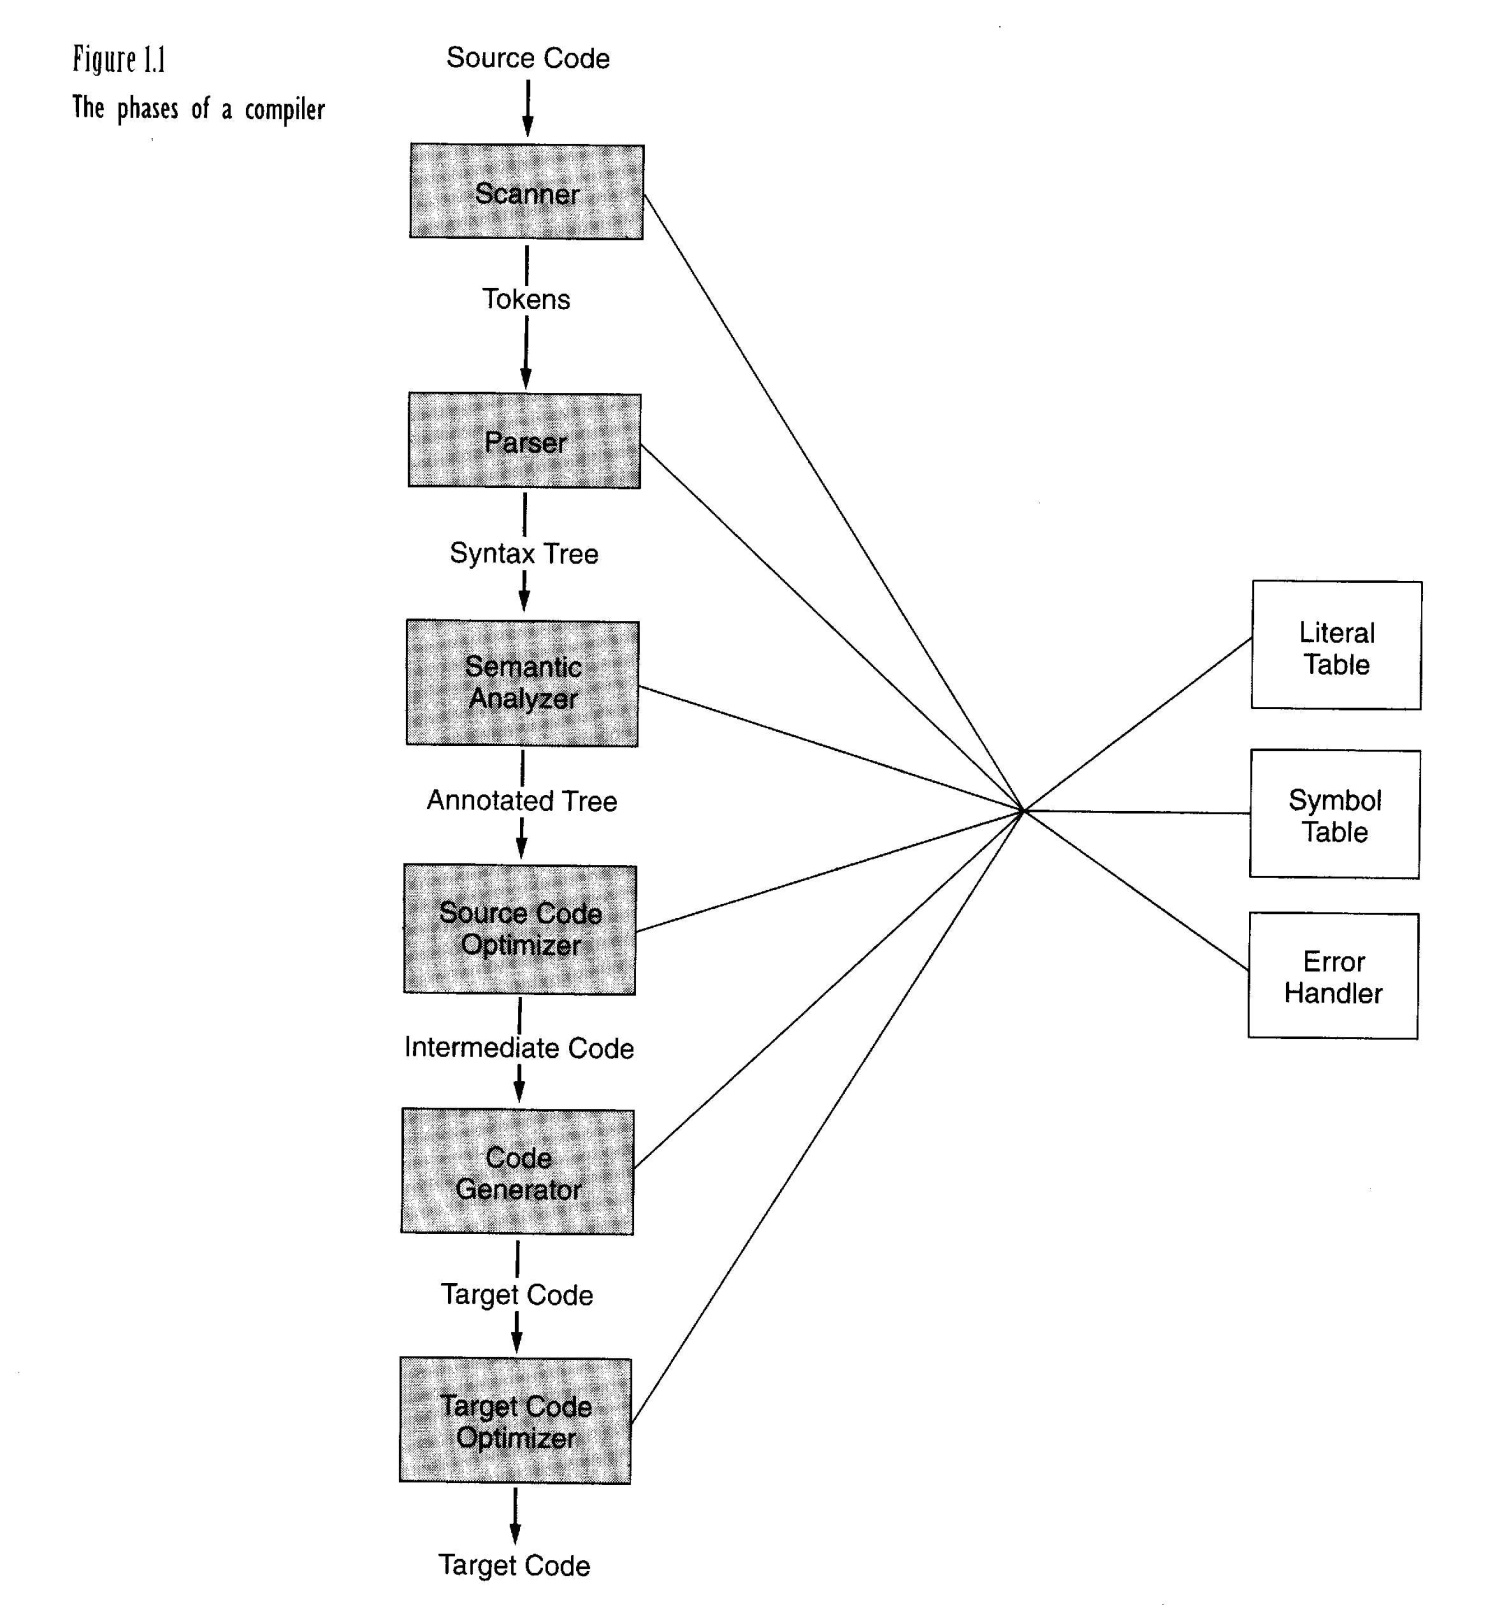 Figure 1.1
The phases of a compiler
Source Code
Scanner
Tokens
Parser
Syntax Tree
Semantic
Analyzer
Annotated Tree
Source Code
Optimizer
Intermediate Code
Code
Generator
Target Code
Target Code
Optimizer
Target Code
Literal
Table
Symbol
Table
Error
Handler